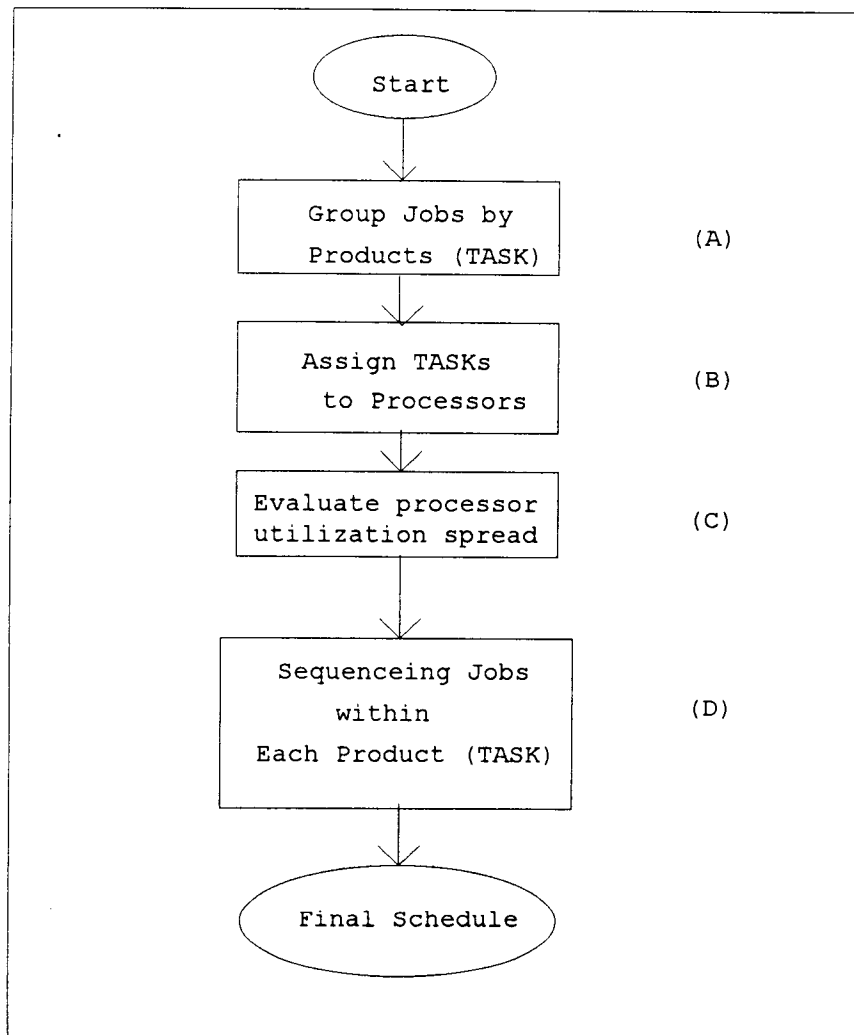 Start
Group Jobs by
Products (TASK)
(A)
Assign TASKs
to Processors
(B)
Evaluate processor
utilization spread
(C)
Sequenceing Jobs
within
Each Product (TASK)
(D)
Final Schedule